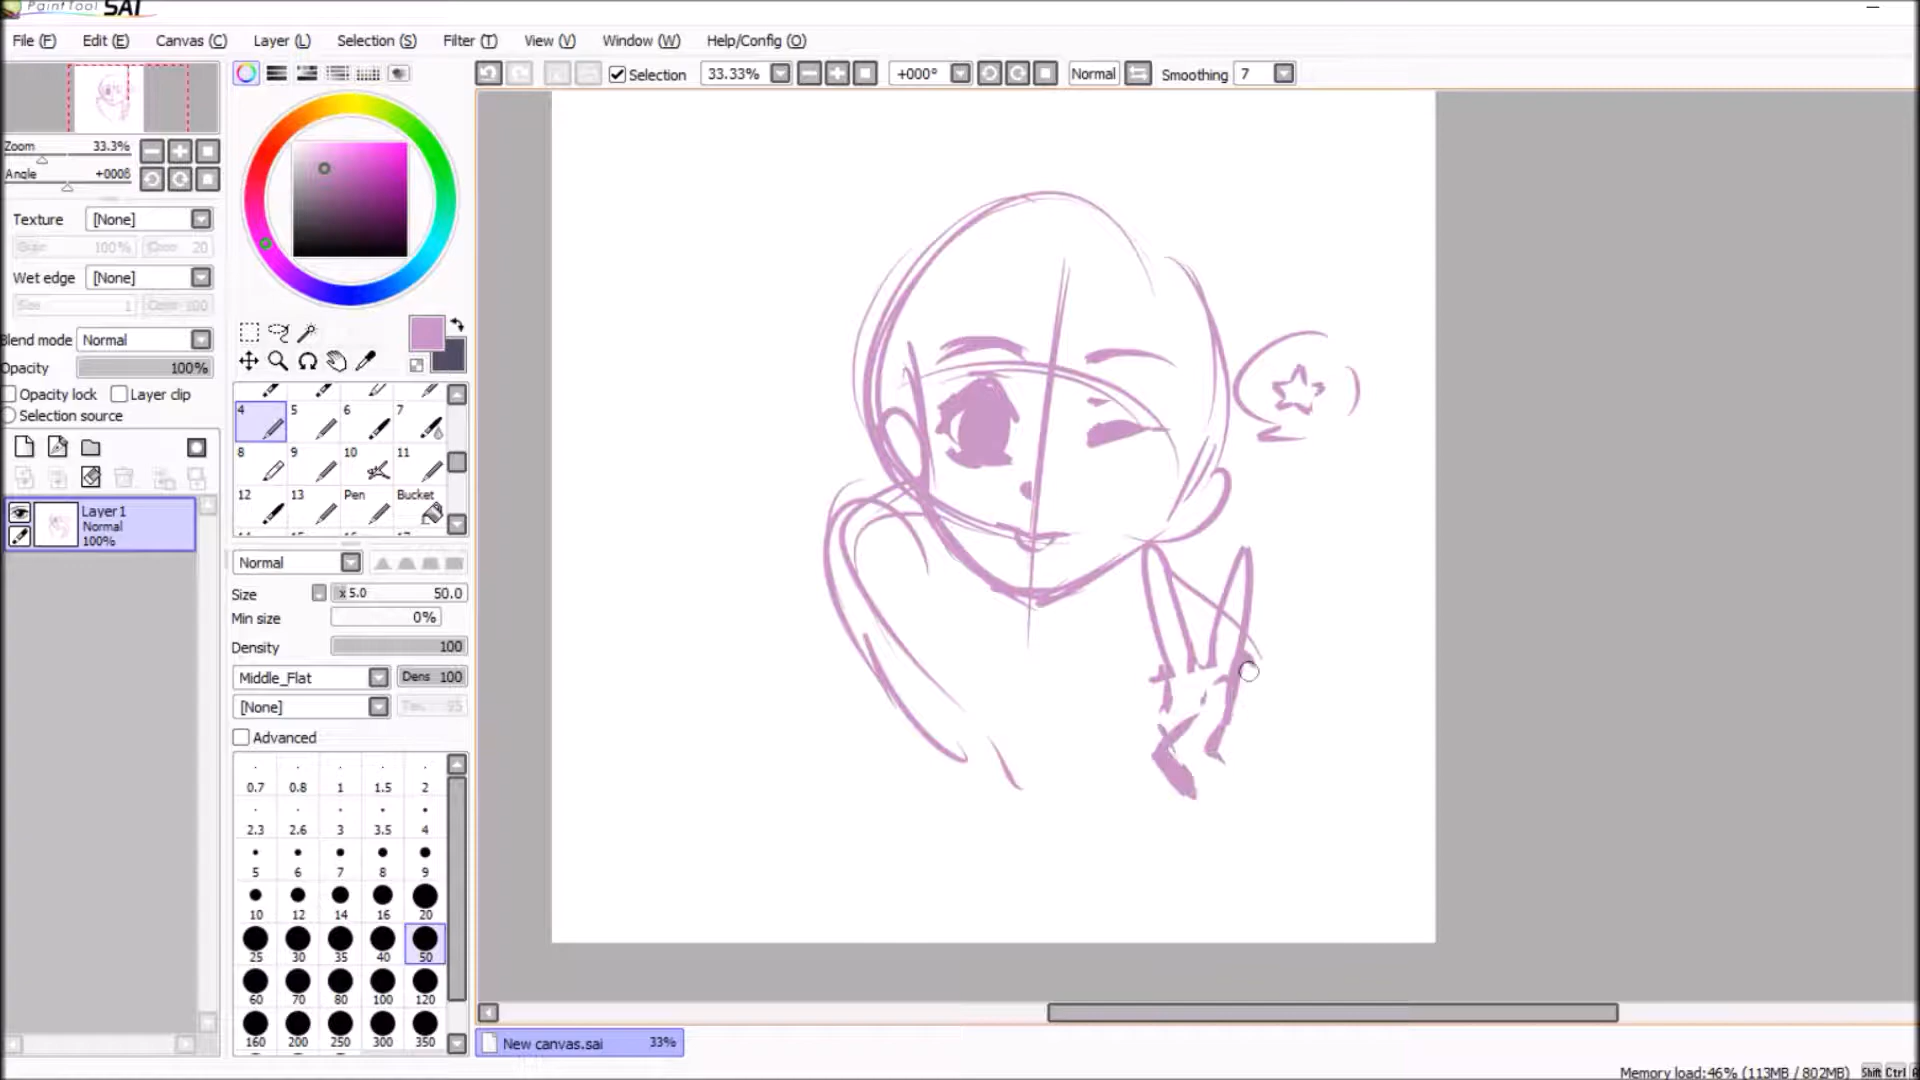 PaintTool SAI
File (F) Edit (E) Canvas (C) Layer (L) Selection (S) Filter (T) View (V) Window (W) Help/Config (O)
Selection 33.33% +000° Normal Smoothing 7
Zoom 33.3%
Angle
Texture [None]
100% 20
Wet edge [None]
1 100
Blend mode Normal
Opacity 100%
Opacity lock Layer clip
Selection source
Layer1
Normal
100%
4 5 6 7
8 9 10 11
12 13 Pen Bucket
Normal
Size x 5.0 50.0
Min size 0%
Density 100
Middle_Flat Dens 100
[None] 95
Advanced
0.7 0.8 1 1.5 2
2.3 2.6 3 3.5 4
5 6 7 8 9
10 12 14 16 20
25 30 35 40 50
60 70 80 100 120
160 200 250 300 350
New canvas.sai 33%
Memory load:46% (113MB / 802MB) Shift Ctrl